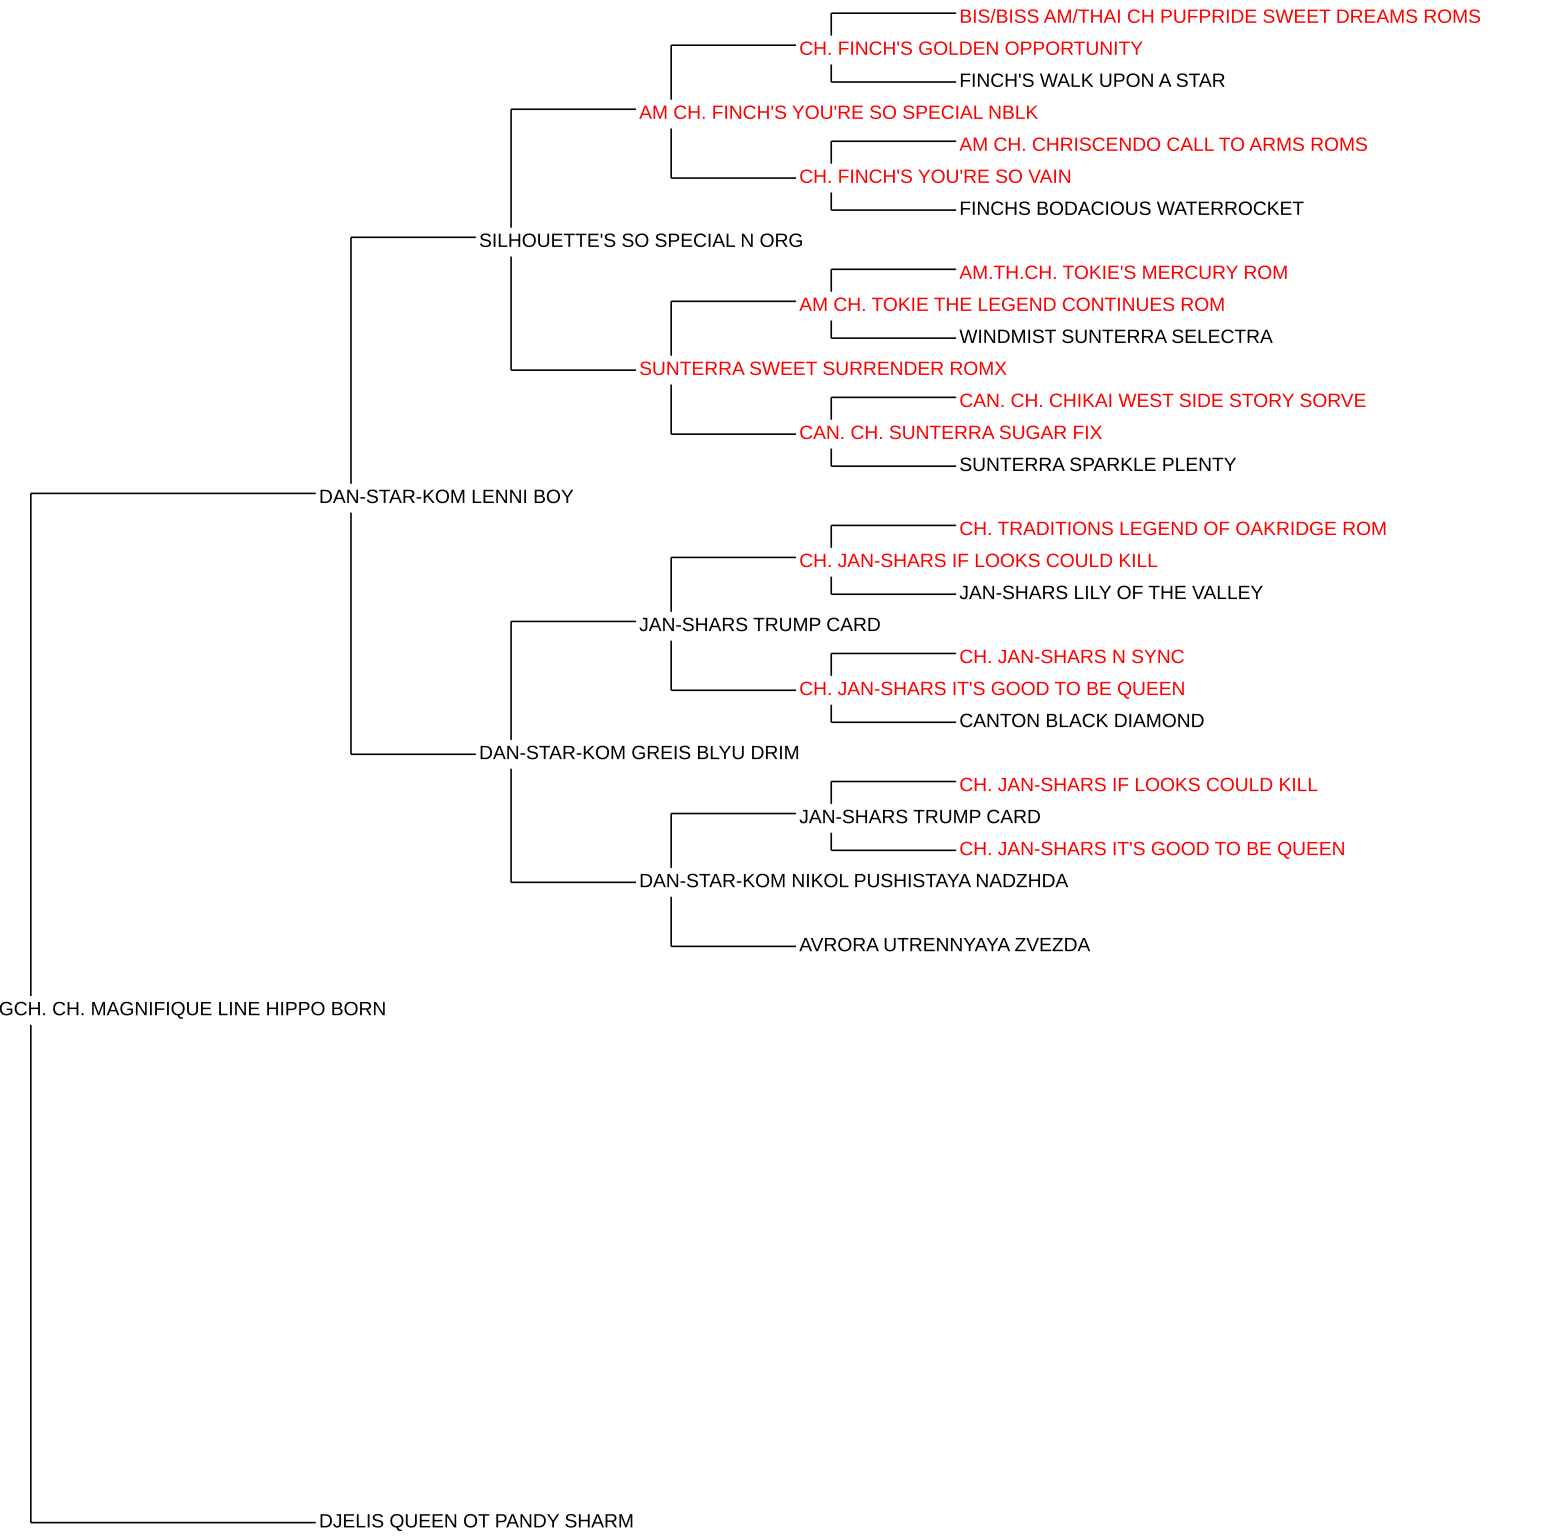 BIS/BISS AM/THAI CH PUFPRIDE SWEET DREAMS ROMS
CH. FINCH'S GOLDEN OPPORTUNITY
FINCH'S WALK UPON A STAR
AM CH. FINCH'S YOU'RE SO SPECIAL NBLK
AM CH. CHRISCENDO CALL TO ARMS ROMS
CH. FINCH'S YOU'RE SO VAIN
FINCHS BODACIOUS WATERROCKET
SILHOUETTE'S SO SPECIAL N ORG
AM.TH.CH. TOKIE'S MERCURY ROM
AM CH. TOKIE THE LEGEND CONTINUES ROM
WINDMIST SUNTERRA SELECTRA
SUNTERRA SWEET SURRENDER ROMX
CAN. CH. CHIKAI WEST SIDE STORY SORVE
CAN. CH. SUNTERRA SUGAR FIX
SUNTERRA SPARKLE PLENTY
DAN-STAR-KOM LENNI BOY
CH. TRADITIONS LEGEND OF OAKRIDGE ROM
CH. JAN-SHARS IF LOOKS COULD KILL
JAN-SHARS LILY OF THE VALLEY
JAN-SHARS TRUMP CARD
CH. JAN-SHARS N SYNC
CH. JAN-SHARS IT'S GOOD TO BE QUEEN
CANTON BLACK DIAMOND
DAN-STAR-KOM GREIS BLYU DRIM
CH. JAN-SHARS IF LOOKS COULD KILL
JAN-SHARS TRUMP CARD
CH. JAN-SHARS IT'S GOOD TO BE QUEEN
DAN-STAR-KOM NIKOL PUSHISTAYA NADZHDA
AVRORA UTRENNYAYA ZVEZDA
GCH. CH. MAGNIFIQUE LINE HIPPO BORN
DJELIS QUEEN OT PANDY SHARM